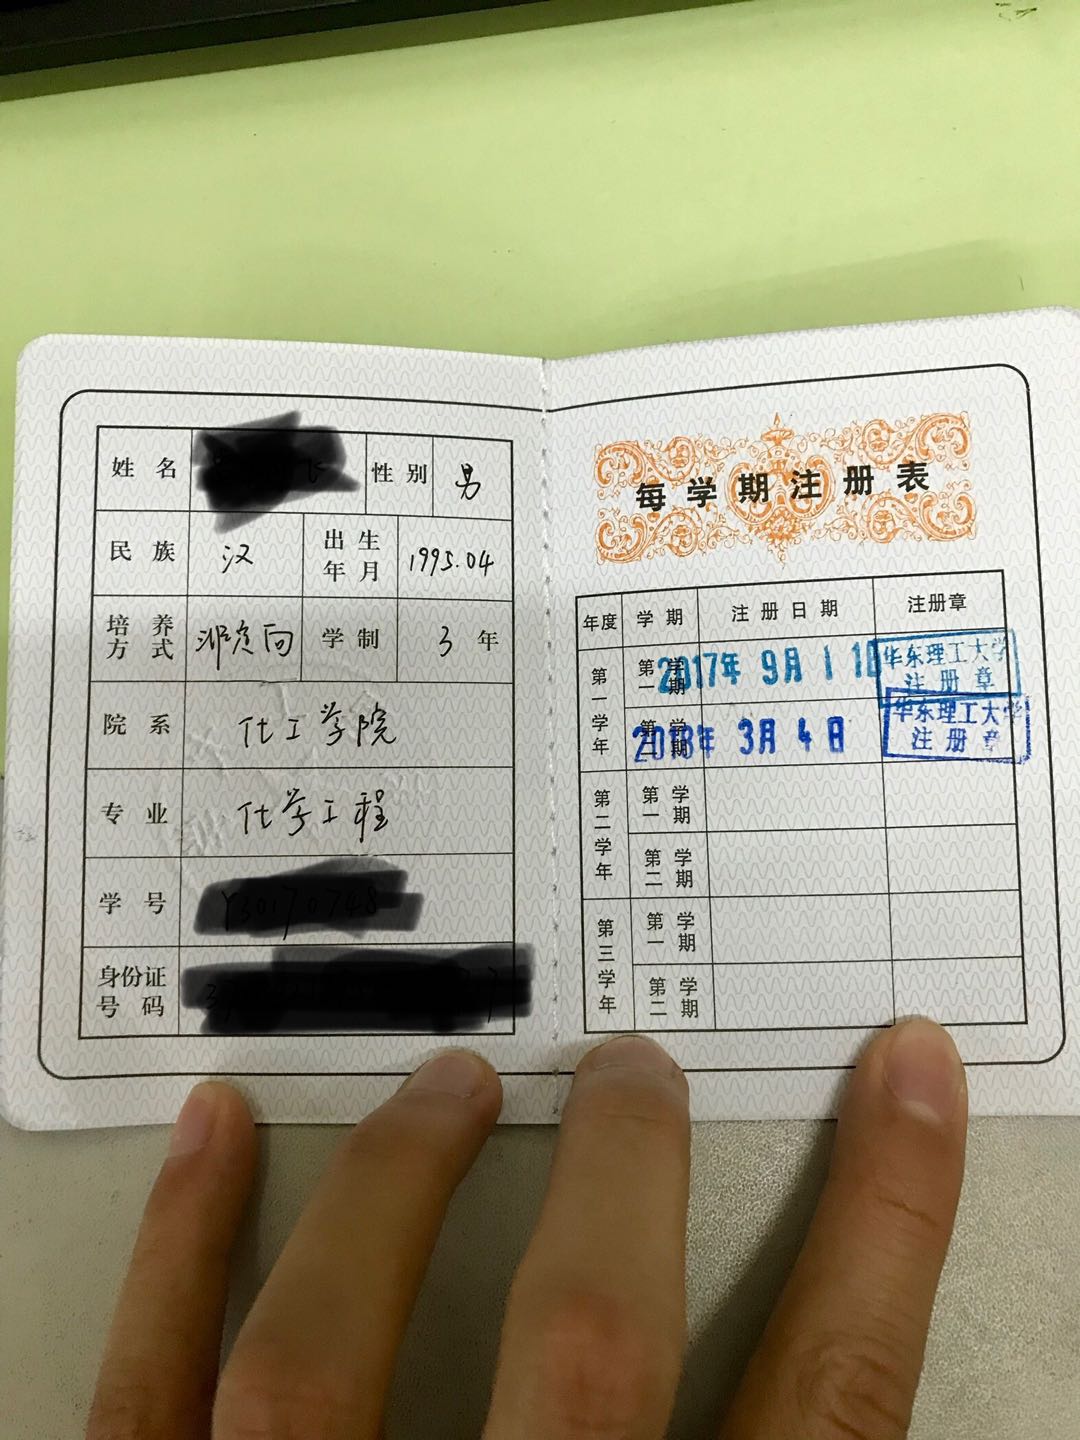 姓 名
性 别 男
民 族 汉
出 生
年 月 1995.04
培 养
方 式 非定向
学 制 3 年
院 系 化工学院
专 业 化学工程
学 号
身份证
号 码
每学期注册表
年度 学 期 注 册 日 期 注册章
第一学年 第一学期 2017年 9月 1 1日 华东理工大学
注 册 章
第二学期 2018年 3月 4日 华东理工大学
注 册 章
第二学年 第一学期
第二学期
第三学年 第一学期
第二学期